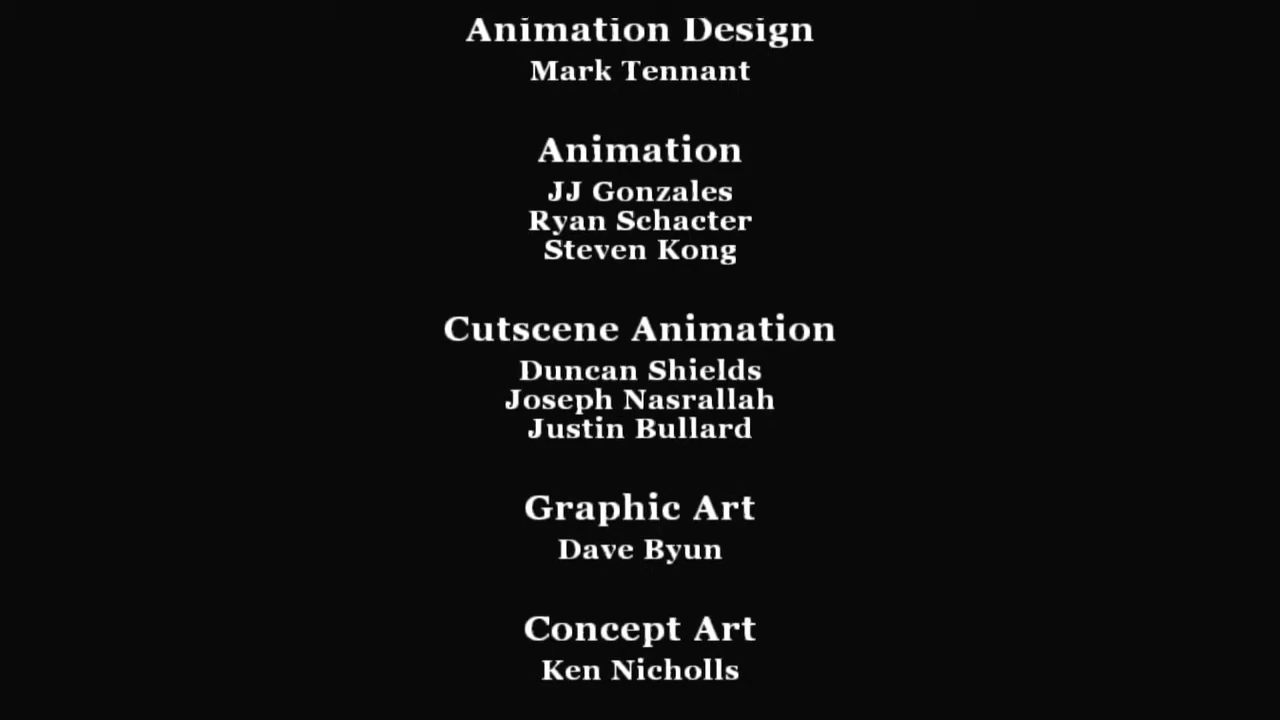 Animation Design
Mark Tennant
Animation
JJ Gonzales
Ryan Schacter
Steven Kong
Cutscene Animation
Duncan Shields
Joseph Nasrallah
Justin Bullard
Graphic Art
Dave Byun
Concept Art
Ken Nicholls